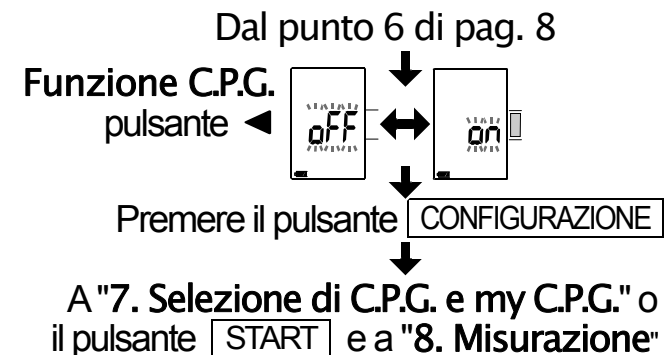 Dal punto 6 di pag. 8
Funzione C.P.G.
pulsante ◄ oFF on
Premere il pulsante CONFIGURAZIONE
A "7. Selezione di C.P.G. e my C.P.G." o
il pulsante START e a "8. Misurazione"